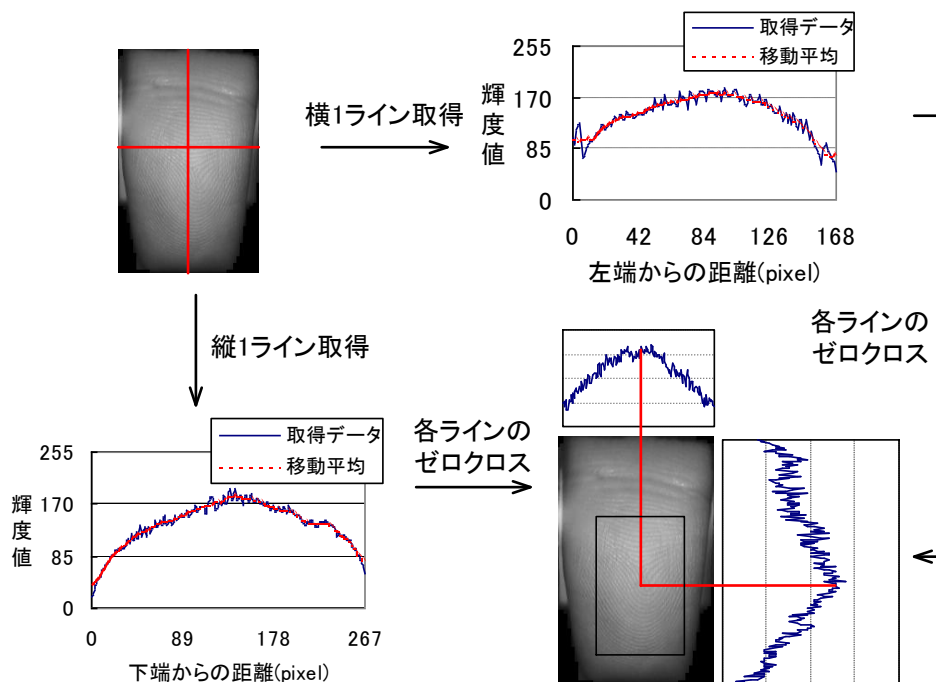 取得データ
移動平均
255
170
85
0
輝度値
0 42 84 126 168
左端からの距離(pixel)
横1ライン取得
縦1ライン取得
各ラインの
ゼロクロス
取得データ
移動平均
255
170
85
0
輝度値
0 89 178 267
下端からの距離(pixel)
各ラインの
ゼロクロス